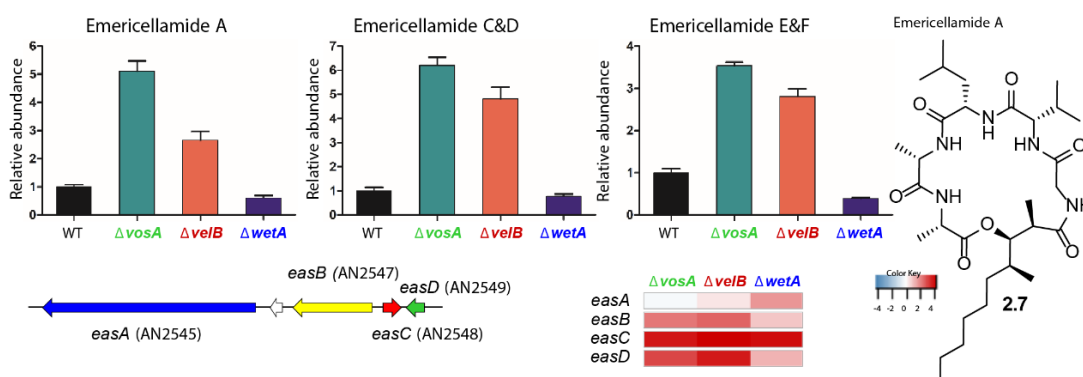 Emericellamide A
Relative abundance
6
5
4
3
2
1
0
WT
ΔvosA
ΔvelB
ΔwetA
Emericellamide C&D
Relative abundance
7
6
5
4
3
2
1
0
WT
ΔvosA
ΔvelB
ΔwetA
Emericellamide E&F
Relative abundance
4
3
2
1
0
WT
ΔvosA
ΔvelB
ΔwetA
Emericellamide A
O
N
H
O
O
NH
HN
O
O
HN
NH
O
O
O
2.7
easB (AN2547)
easD (AN2549)
easA (AN2545)
easC (AN2548)
ΔvosA ΔvelB ΔwetA
easA
easB
easC
easD
Color Key
-4 -2 0 2 4